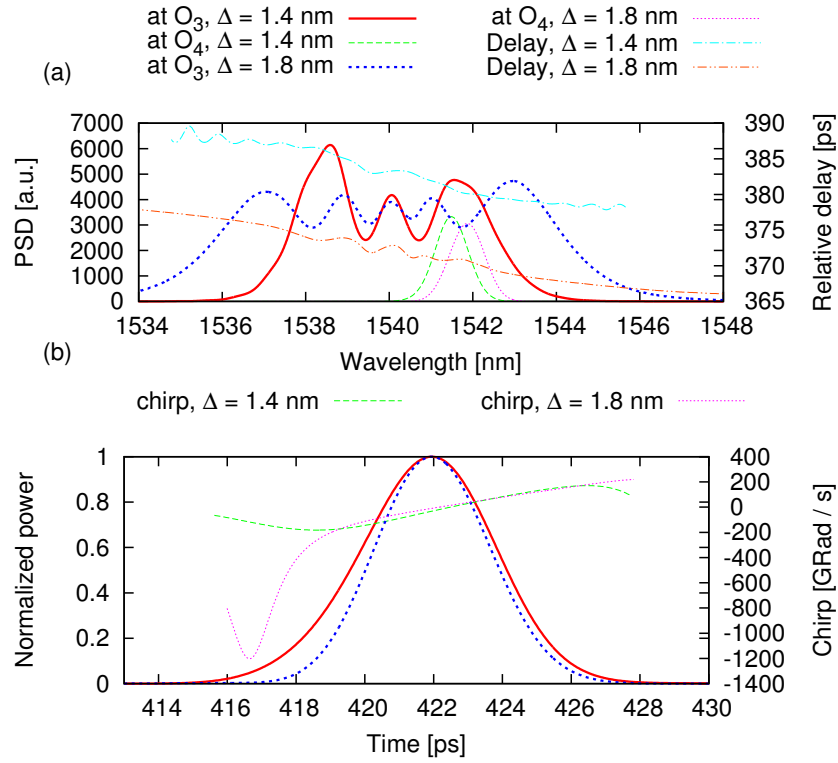 at O3, Δ = 1.4 nm
at O4, Δ = 1.4 nm
at O3, Δ = 1.8 nm
at O4, Δ = 1.8 nm
Delay, Δ = 1.4 nm
Delay, Δ = 1.8 nm
(a)
7000
6000
5000
4000
3000
2000
1000
0
PSD [a.u.]
390
385
380
375
370
365
Relative delay [ps]
1534 1536 1538 1540 1542 1544 1546 1548
Wavelength [nm]
(b)
chirp, Δ = 1.4 nm
chirp, Δ = 1.8 nm
1
0.8
0.6
0.4
0.2
0
Normalized power
400
200
0
-200
-400
-600
-800
-1000
-1200
-1400
Chirp [GRad / s]
414 416 418 420 422 424 426 428 430
Time [ps]